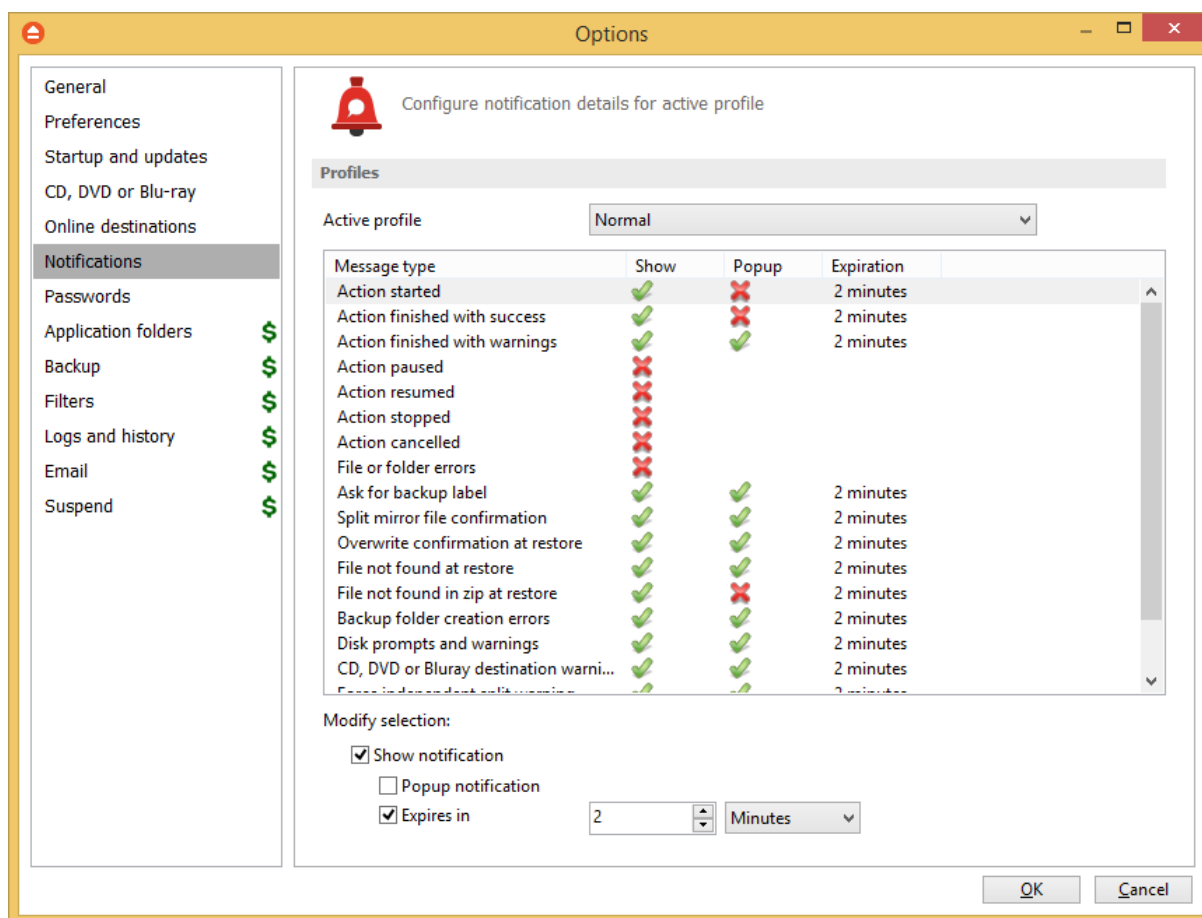 Options
General
Preferences
Startup and updates
CD, DVD or Blu-ray
Online destinations
Notifications
Passwords
Application folders $
Backup $
Filters $
Logs and history $
Email $
Suspend $
Configure notification details for active profile
Profiles
Active profile Normal
Message type Show Popup Expiration
Action started 2 minutes
Action finished with success 2 minutes
Action finished with warnings 2 minutes
Action paused
Action resumed
Action stopped
Action cancelled
File or folder errors
Ask for backup label 2 minutes
Split mirror file confirmation 2 minutes
Overwrite confirmation at restore 2 minutes
File not found at restore 2 minutes
File not found in zip at restore 2 minutes
Backup folder creation errors 2 minutes
Disk prompts and warnings 2 minutes
CD, DVD or Bluray destination warni... 2 minutes
Force independent split warning 2 minutes
Modify selection:
Show notification
Popup notification
Expires in 2 Minutes
OK Cancel